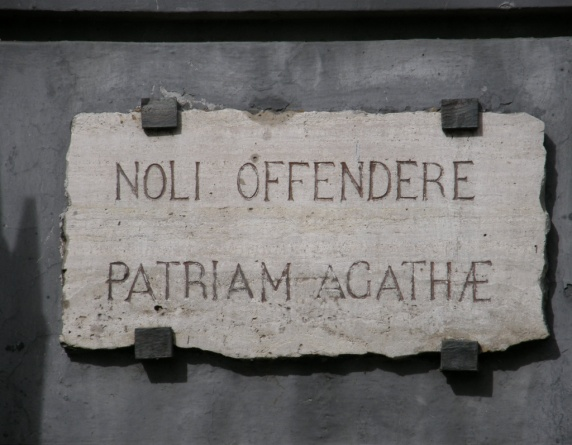 NOLI OFFENDERE
PATRIAM AGATHÆ